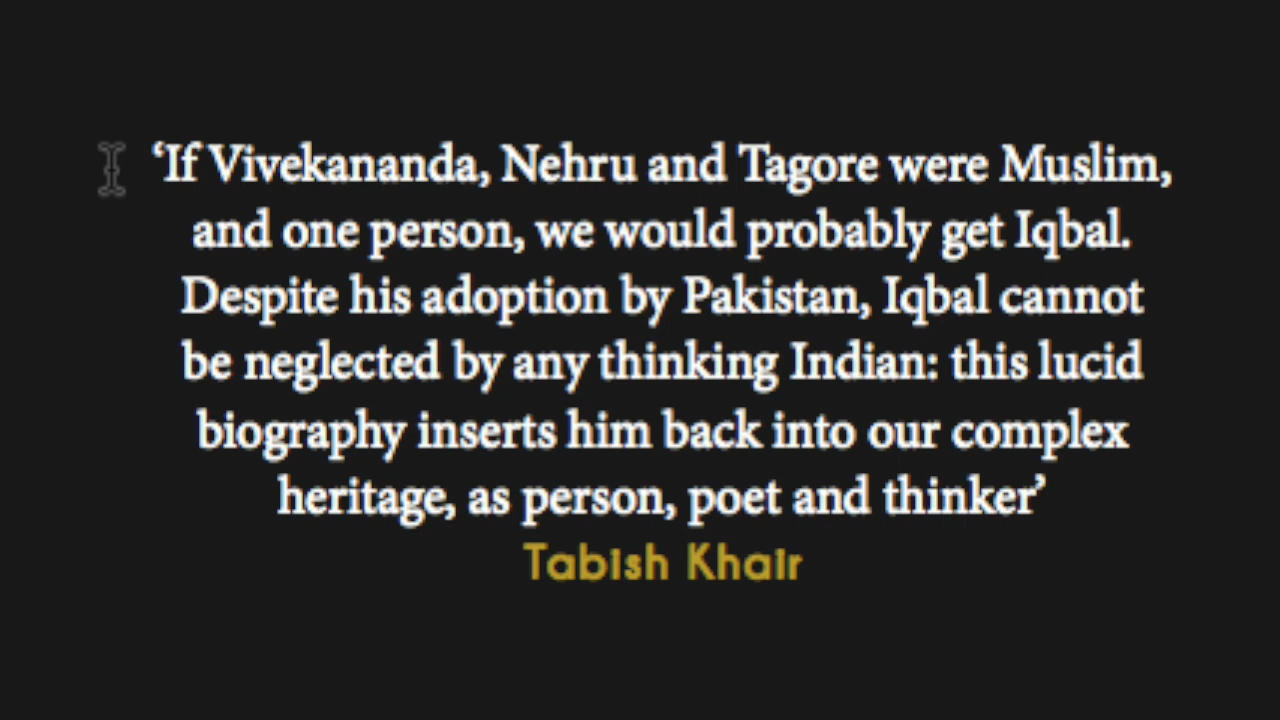 ‘If Vivekananda, Nehru and Tagore were Muslim,
and one person, we would probably get Iqbal.
Despite his adoption by Pakistan, Iqbal cannot
be neglected by any thinking Indian: this lucid
biography inserts him back into our complex
heritage, as person, poet and thinker’
Tabish Khair